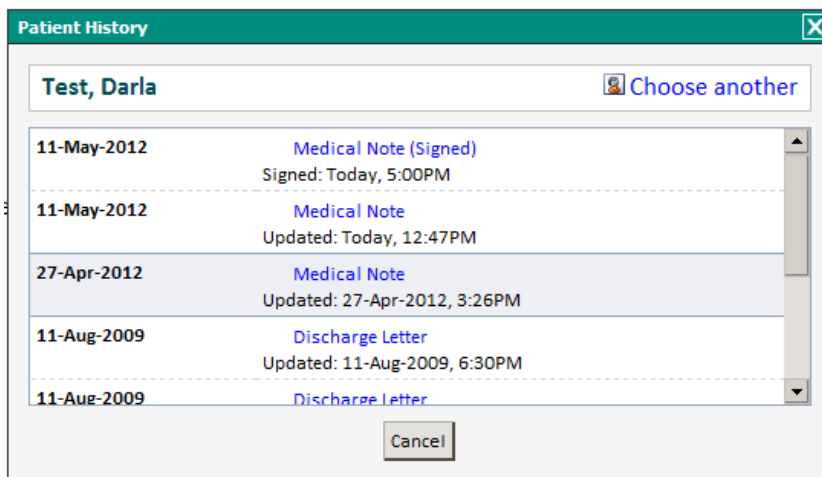 Patient History
Test, Darla
Choose another
11-May-2012 Medical Note (Signed)
Signed: Today, 5:00PM
11-May-2012 Medical Note
Updated: Today, 12:47PM
27-Apr-2012 Medical Note
Updated: 27-Apr-2012, 3:26PM
11-Aug-2009 Discharge Letter
Updated: 11-Aug-2009, 6:30PM
11-Aug-2009 Discharge Letter
Cancel